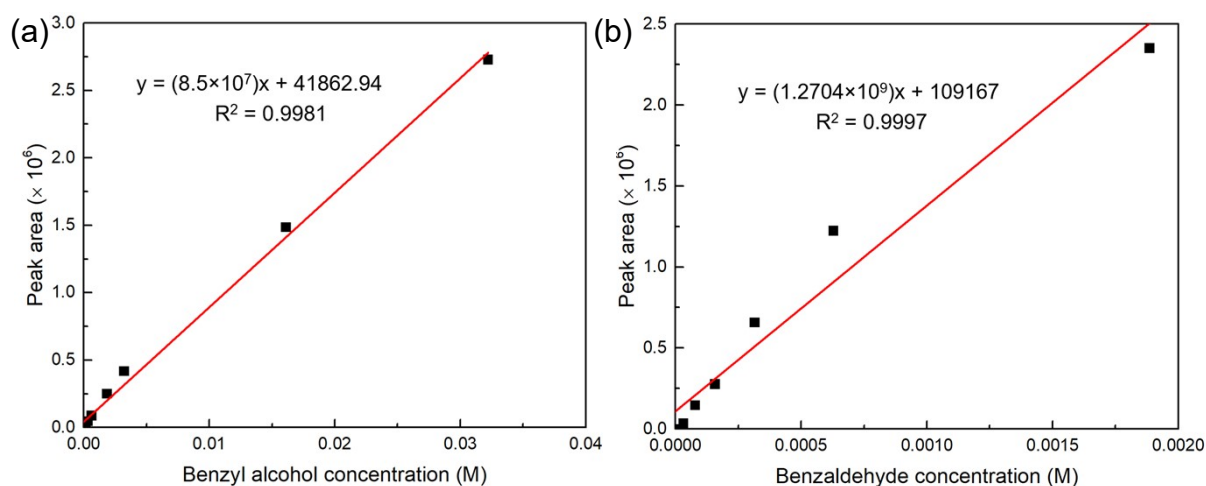 (a)
3.0
2.5
2.0
1.5
1.0
0.5
0.0
Peak area (× 10⁶)
y = (8.5×10⁷)x + 41862.94
R² = 0.9981
0.00 0.01 0.02 0.03 0.04
Benzyl alcohol concentration (M)
(b)
2.5
2.0
1.5
1.0
0.5
0.0
Peak area (× 10⁶)
y = (1.2704×10⁹)x + 109167
R² = 0.9997
0.0000 0.0005 0.0010 0.0015 0.0020
Benzaldehyde concentration (M)